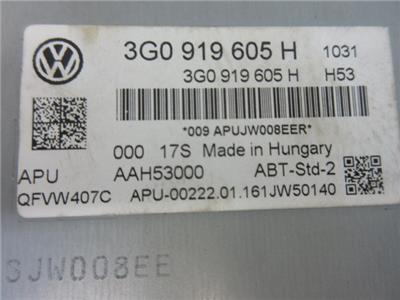 3G0 919 605 H 1031
3G0 919 605 H H53
*009 APUJW008EER*
000 17S Made in Hungary
APU AAH53000 ABT-Std-2
QFVW407C APU-00222.01.161JW50140
SJW008EE